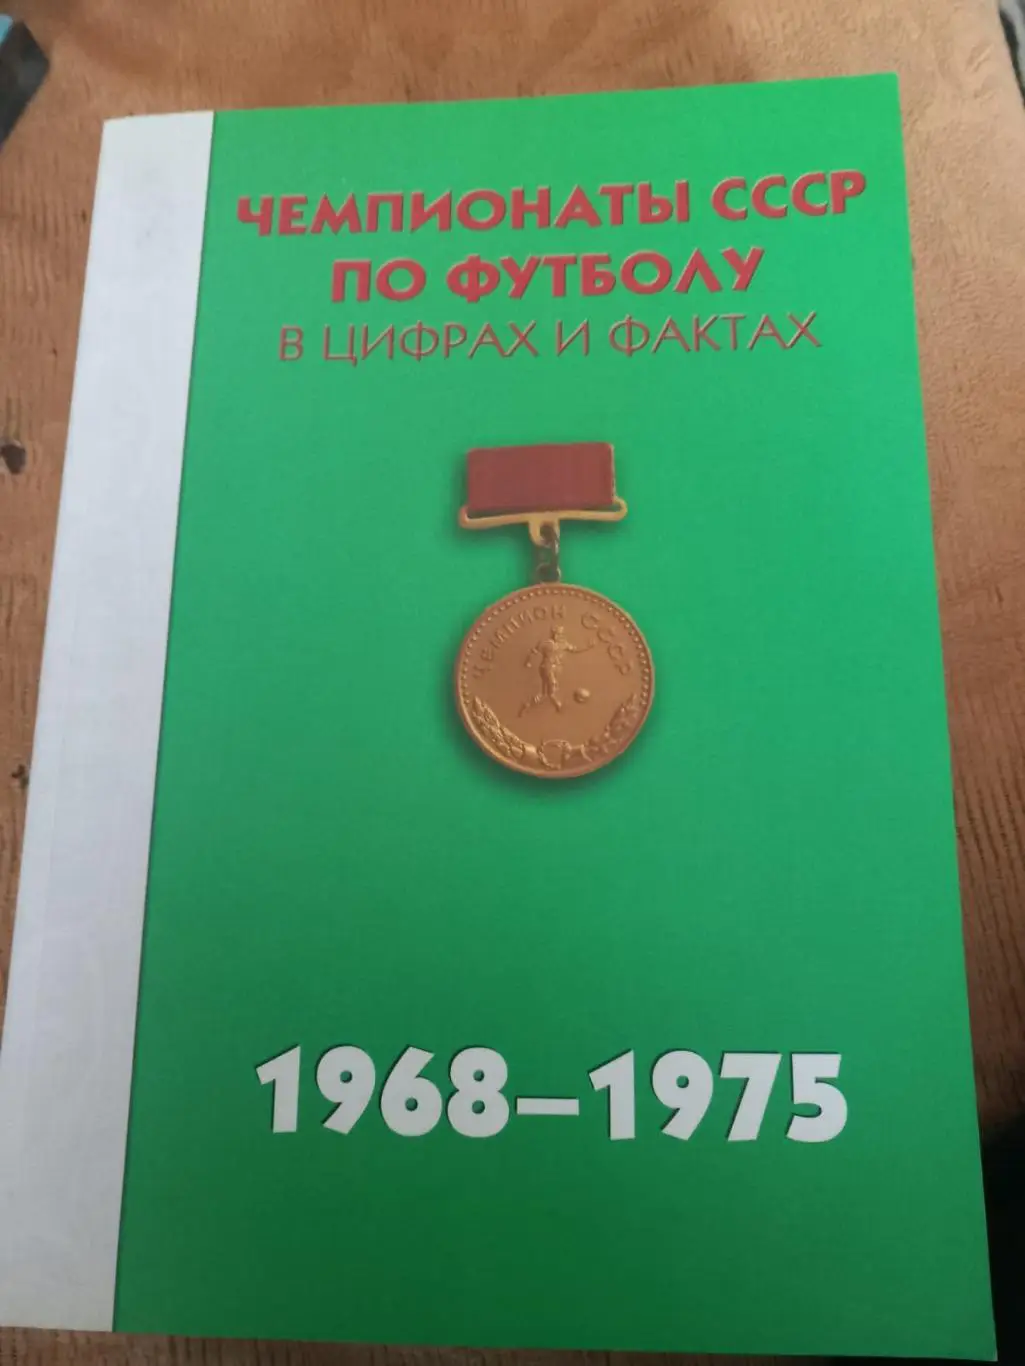 ЧЕМПИОНАТЫ СССР
ПО ФУТБОЛУ
В ЦИФРАХ И ФАКТАХ
ЧЕМПИОН СССР
1968–1975